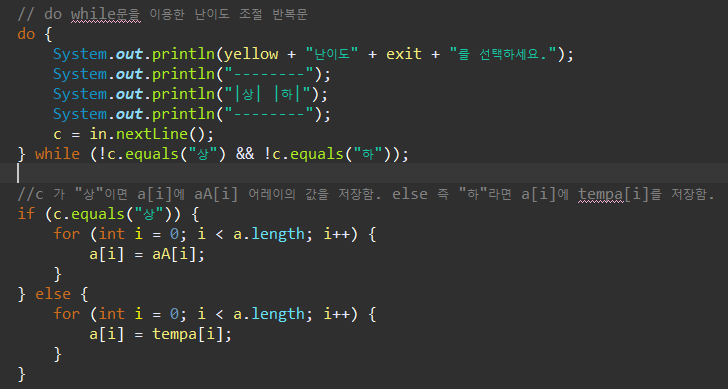 // do while문을 이용한 난이도 조절 반복문
do {
    System.out.println(yellow + "난이도" + exit + "를 선택하세요.");
    System.out.println("--------");
    System.out.println("|상| |하|");
    System.out.println("--------");
    c = in.nextLine();
} while (!c.equals("상") && !c.equals("하"));
//c 가 "상"이면 a[i]에 aA[i] 어레이의 값을 저장함. else 즉 "하"라면 a[i]에 tempa[i]를 저장함.
if (c.equals("상")) {
    for (int i = 0; i < a.length; i++) {
        a[i] = aA[i];
    }
} else {
    for (int i = 0; i < a.length; i++) {
        a[i] = tempa[i];
    }
}